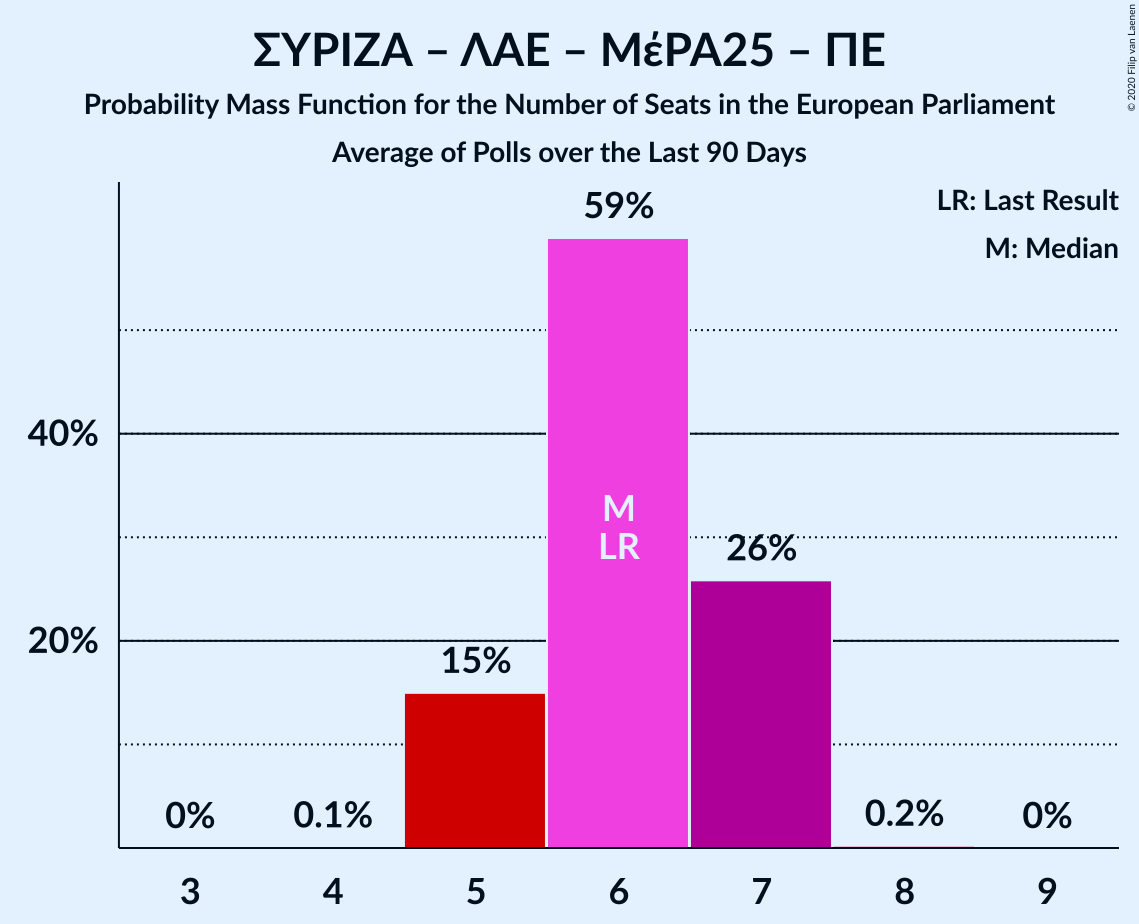 ΣΥΡΙΖΑ – ΛΑΕ – ΜέΡΑ25 – ΠΕ
Probability Mass Function for the Number of Seats in the European Parliament
Average of Polls over the Last 90 Days
© 2020 Filip van Laenen
LR: Last Result
M: Median
59%
40%
M
LR
26%
20%
15%
0%
0.1%
0.2%
0%
3
4
5
6
7
8
9